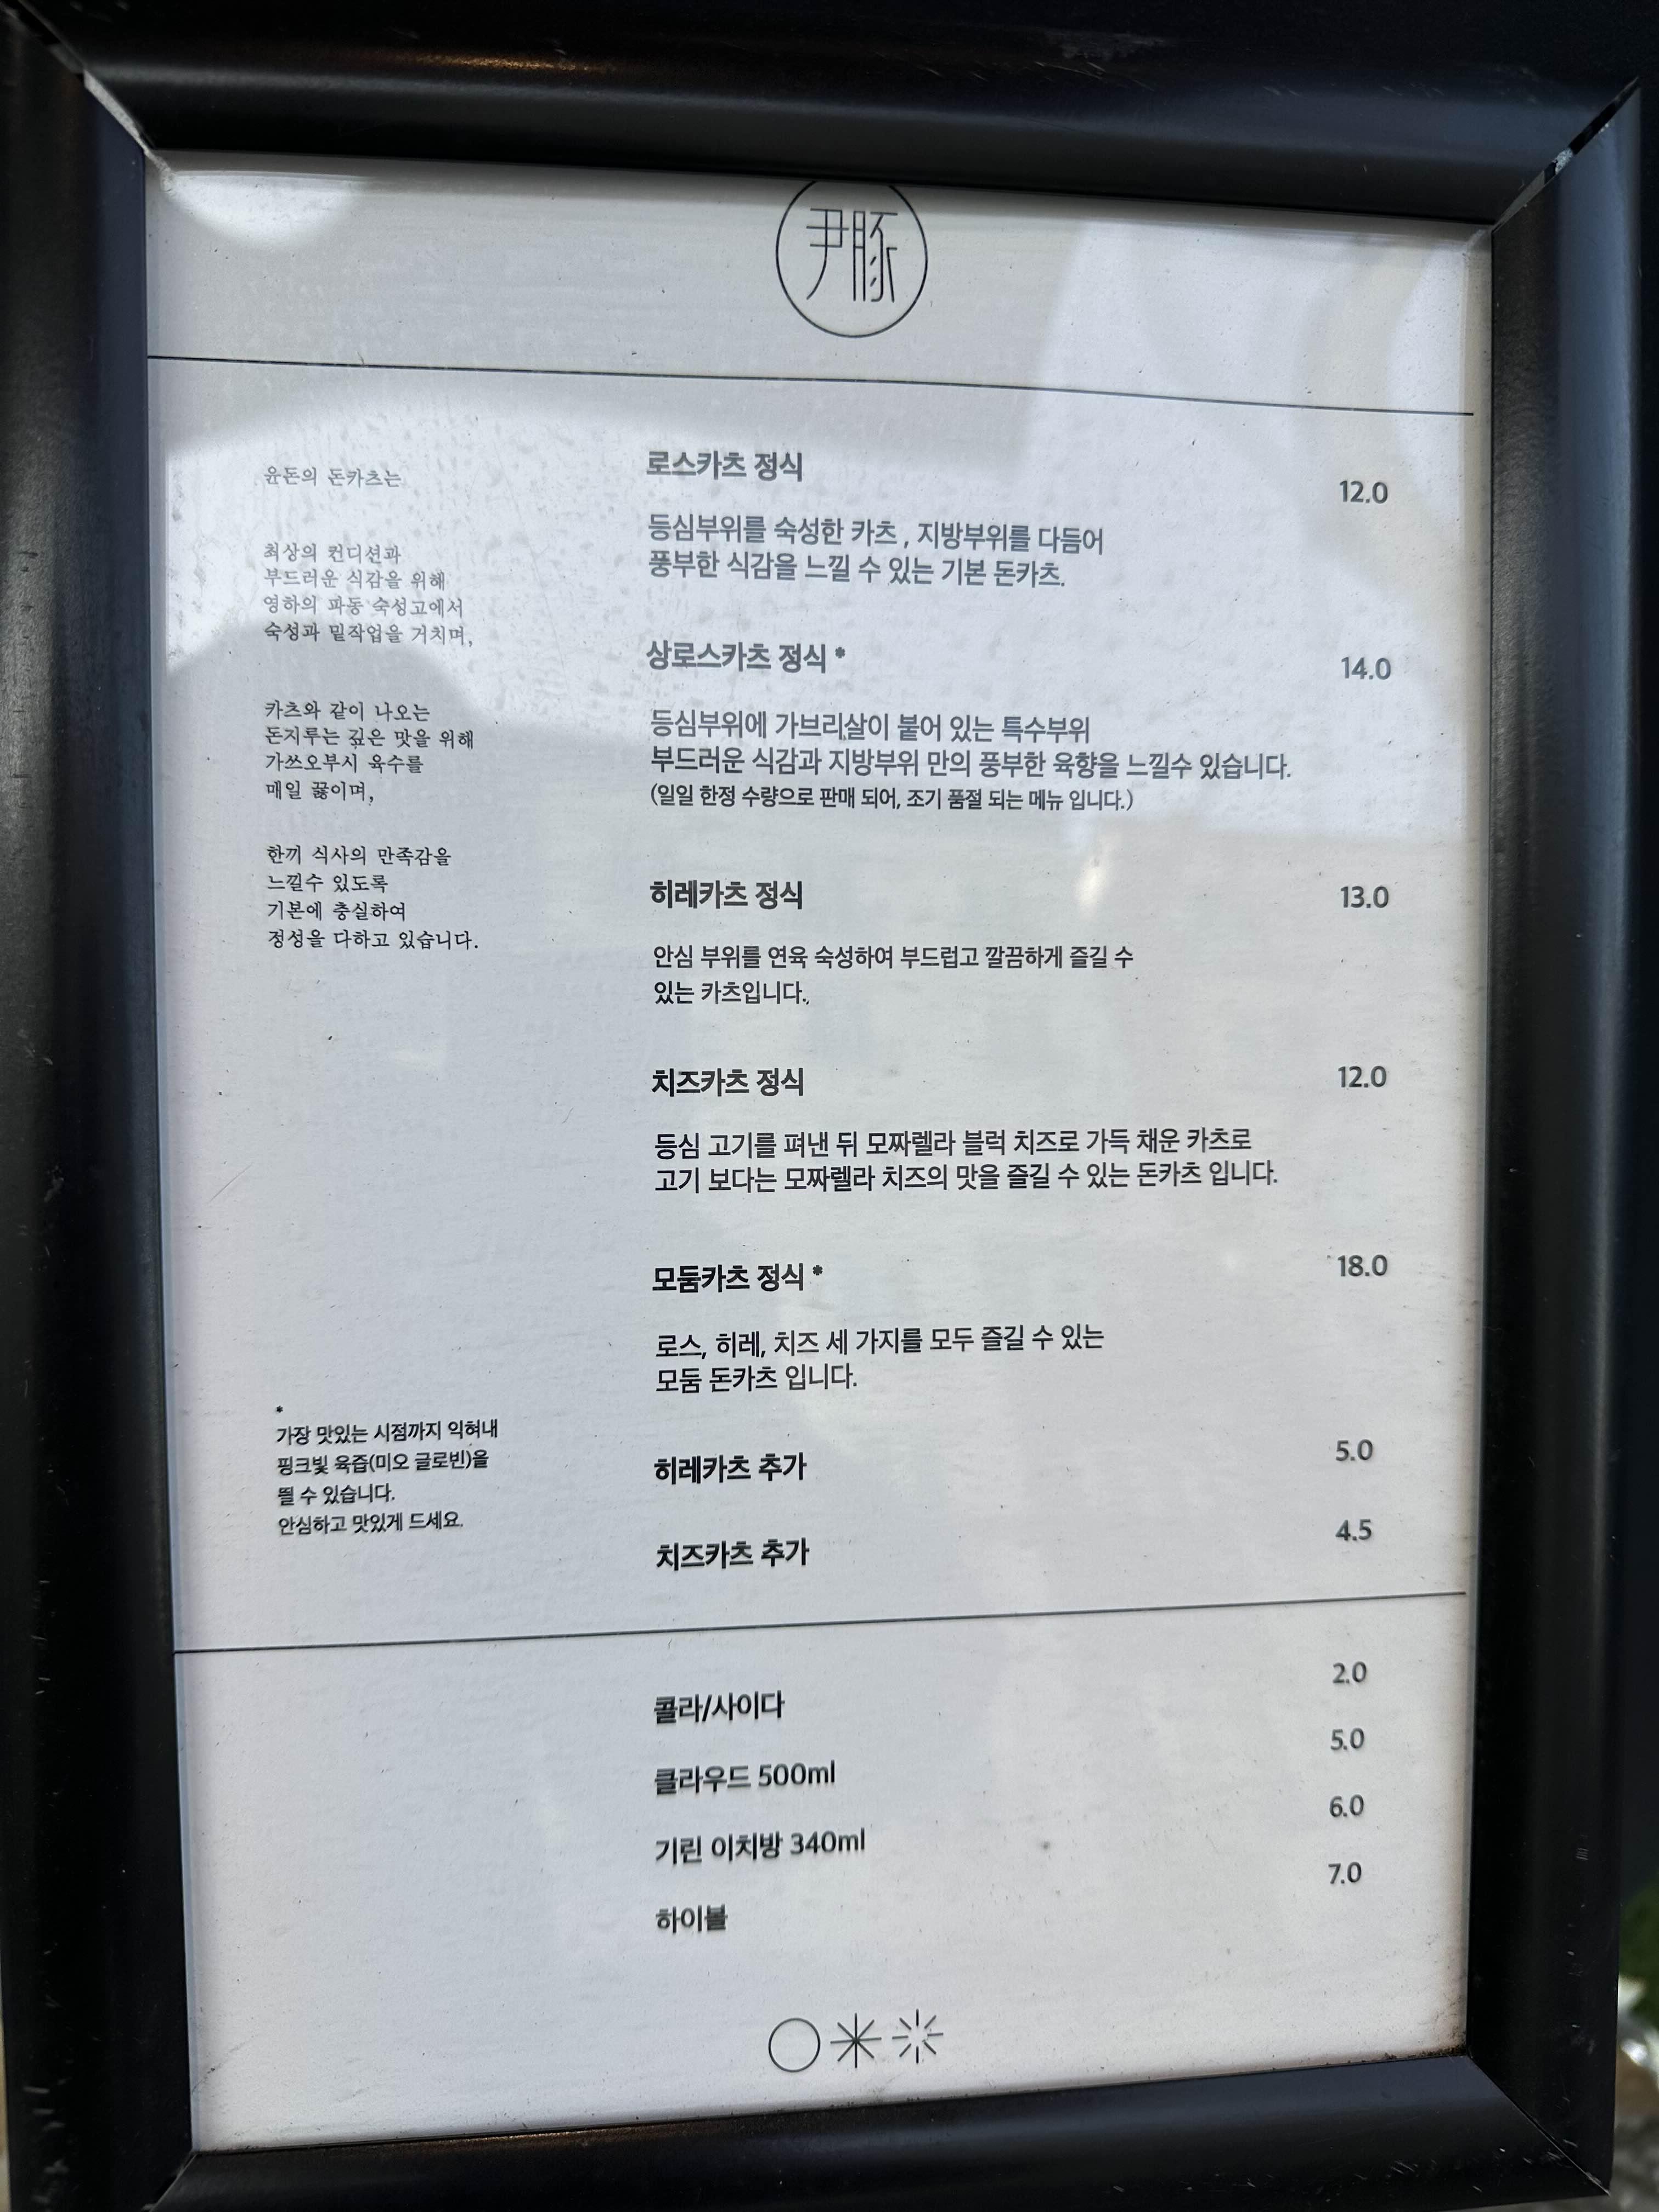 尹豚
윤돈의 돈카츠는
최상의 컨디션과
부드러운 식감을 위해
영하의 파동 숙성고에서
숙성과 밑작업을 거치며,
카츠와 같이 나오는
돈지루는 깊은 맛을 위해
가쓰오부시 육수를
매일 끓이며,
한끼 식사의 만족감을
느낄수 있도록
기본에 충실하여
정성을 다하고 있습니다.
*
가장 맛있는 시점까지 익혀내
핑크빛 육즙(미오 글로빈)을
띌 수 있습니다.
안심하고 맛있게 드세요.
로스카츠 정식 12.0
등심부위를 숙성한 카츠 , 지방부위를 다듬어
풍부한 식감을 느낄 수 있는 기본 돈카츠.
상로스카츠 정식 * 14.0
등심부위에 가브리살이 붙어 있는 특수부위
부드러운 식감과 지방부위 만의 풍부한 육향을 느낄수 있습니다.
(일일 한정 수량으로 판매 되어, 조기 품절 되는 메뉴 입니다.)
히레카츠 정식 13.0
안심 부위를 연육 숙성하여 부드럽고 깔끔하게 즐길 수
있는 카츠입니다.,
치즈카츠 정식 12.0
등심 고기를 펴낸 뒤 모짜렐라 블럭 치즈로 가득 채운 카츠로
고기 보다는 모짜렐라 치즈의 맛을 즐길 수 있는 돈카츠 입니다.
모둠카츠 정식 * 18.0
로스, 히레, 치즈 세 가지를 모두 즐길 수 있는
모둠 돈카츠 입니다.
히레카츠 추가 5.0
치즈카츠 추가 4.5
콜라/사이다 2.0
클라우드 500ml 5.0
기린 이치방 340ml 6.0
하이볼 7.0